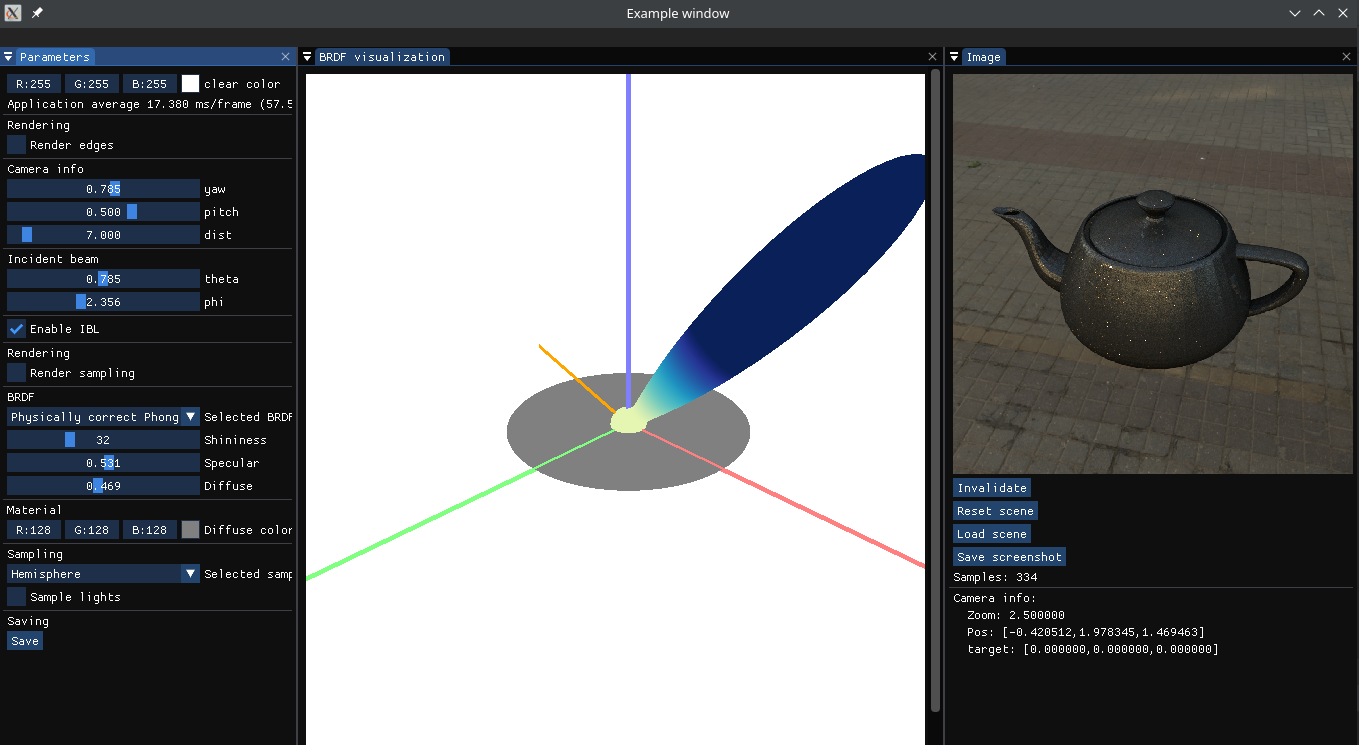 Example window
Parameters
R:255 G:255 B:255 clear color
Application average 17.380 ms/frame (57.5
Rendering
Render edges
Camera info
0.785 yaw
0.500 pitch
7.000 dist
Incident beam
0.785 theta
2.356 phi
Enable IBL
Rendering
Render sampling
BRDF
Physically correct Phong Selected BRDF
32 Shininess
0.531 Specular
0.469 Diffuse
Material
R:128 G:128 B:128 Diffuse color
Sampling
Hemisphere Selected samp
Sample lights
Saving
Save
BRDF visualization
Image
Invalidate
Reset scene
Load scene
Save screenshot
Samples: 334
Camera info:
Zoom: 2.500000
Pos: [-0.420512,1.978345,1.469463]
target: [0.000000,0.000000,0.000000]